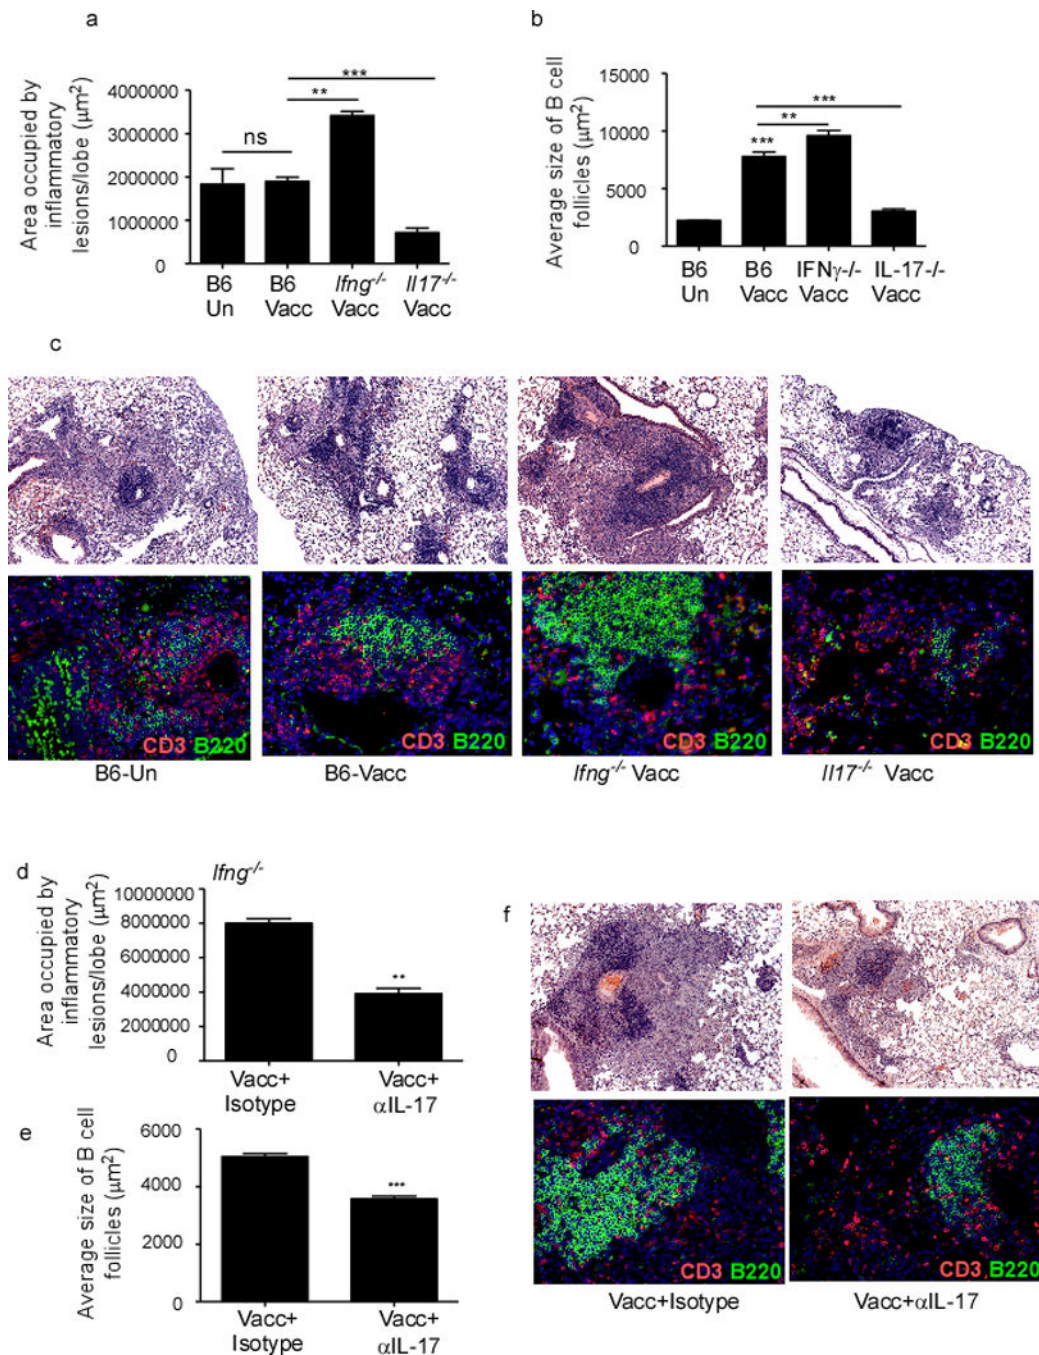 a
Area occupied by
inflammatory
lesions/lobe (μm²)
4000000
3000000
2000000
1000000
0
ns
**
***
B6
Un
B6
Vacc
Ifng-/-
Vacc
Il17-/-
Vacc
b
Average size of B cell
follicles (μm²)
15000
10000
5000
0
***
**
***
B6
Un
B6
Vacc
IFNγ-/-
Vacc
IL-17-/-
Vacc
c
CD3 B220
CD3 B220
CD3 B220
CD3 B220
B6-Un
B6-Vacc
Ifng-/- Vacc
Il17-/- Vacc
d
Ifng-/-
Area occupied by
inflammatory
lesions/lobe (μm²)
10000000
8000000
6000000
4000000
2000000
0
**
Vacc+
Isotype
Vacc+
αIL-17
e
Average size of B cell
follicles (μm²)
6000
4000
2000
0
***
Vacc+
Isotype
Vacc+
αIL-17
f
CD3 B220
CD3 B220
Vacc+Isotype
Vacc+αIL-17